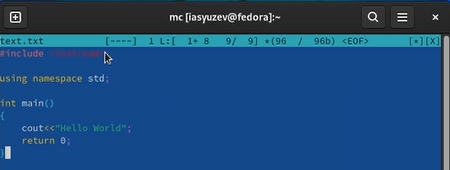 mc [iasyuzev@fedora]:~
text.txt [----] 1 L:[ 1+ 8 9/ 9] *(96 / 96b) <EOF> [*][X]
#include
using namespace std;
int main()
{
cout<<"Hello World";
return 0;
}